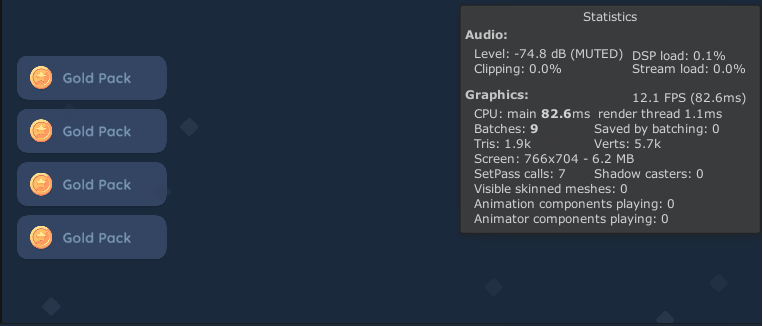 Gold Pack
Gold Pack
Gold Pack
Gold Pack
Statistics
Audio:
Level: -74.8 dB (MUTED) DSP load: 0.1%
Clipping: 0.0% Stream load: 0.0%
Graphics: 12.1 FPS (82.6ms)
CPU: main 82.6ms render thread 1.1ms
Batches: 9 Saved by batching: 0
Tris: 1.9k Verts: 5.7k
Screen: 766x704 - 6.2 MB
SetPass calls: 7 Shadow casters: 0
Visible skinned meshes: 0
Animation components playing: 0
Animator components playing: 0